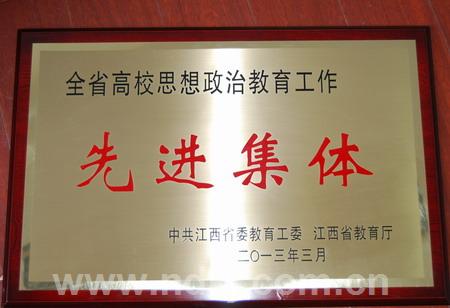 全省高校思想政治教育工作
先进集体
中共江西省委教育工委 江西省教育厅
二〇一三年三月